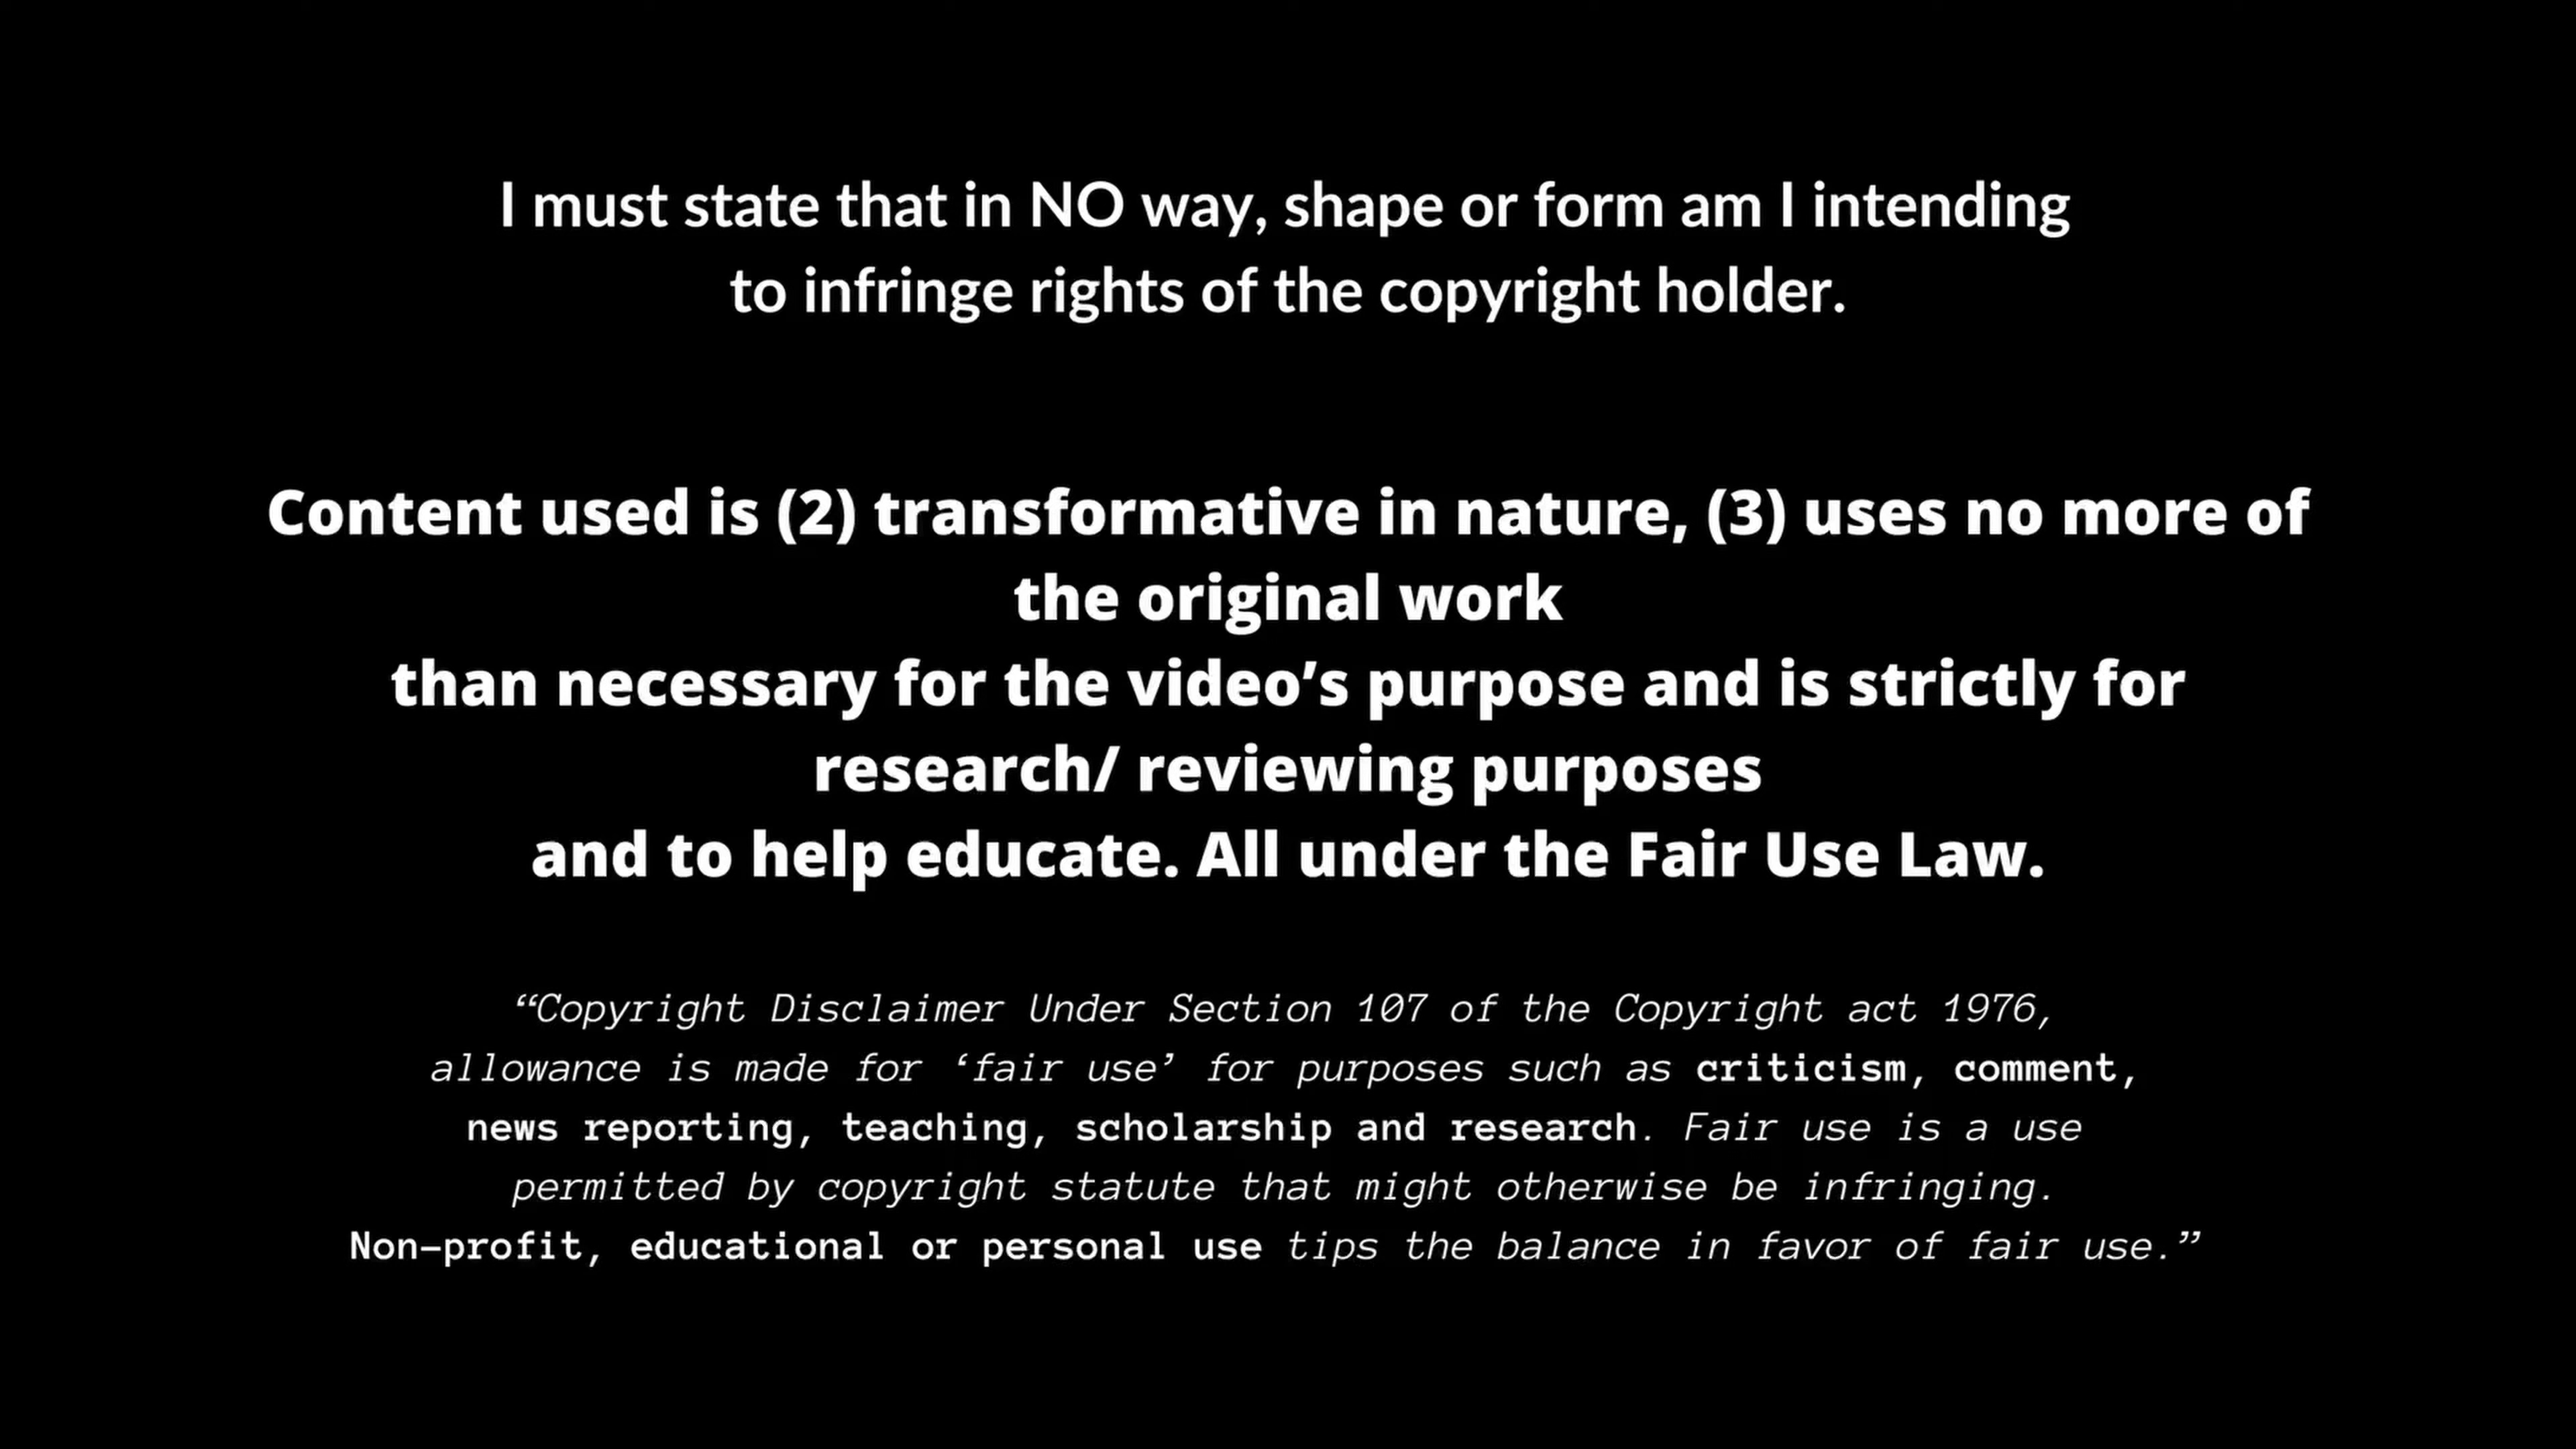 I must state that in NO way, shape or form am I intending
to infringe rights of the copyright holder.
Content used is (2) transformative in nature, (3) uses no more of
the original work
than necessary for the video’s purpose and is strictly for
research/ reviewing purposes
and to help educate. All under the Fair Use Law.
“Copyright Disclaimer Under Section 107 of the Copyright act 1976,
allowance is made for ‘fair use’ for purposes such as criticism, comment,
news reporting, teaching, scholarship and research. Fair use is a use
permitted by copyright statute that might otherwise be infringing.
Non-profit, educational or personal use tips the balance in favor of fair use.”